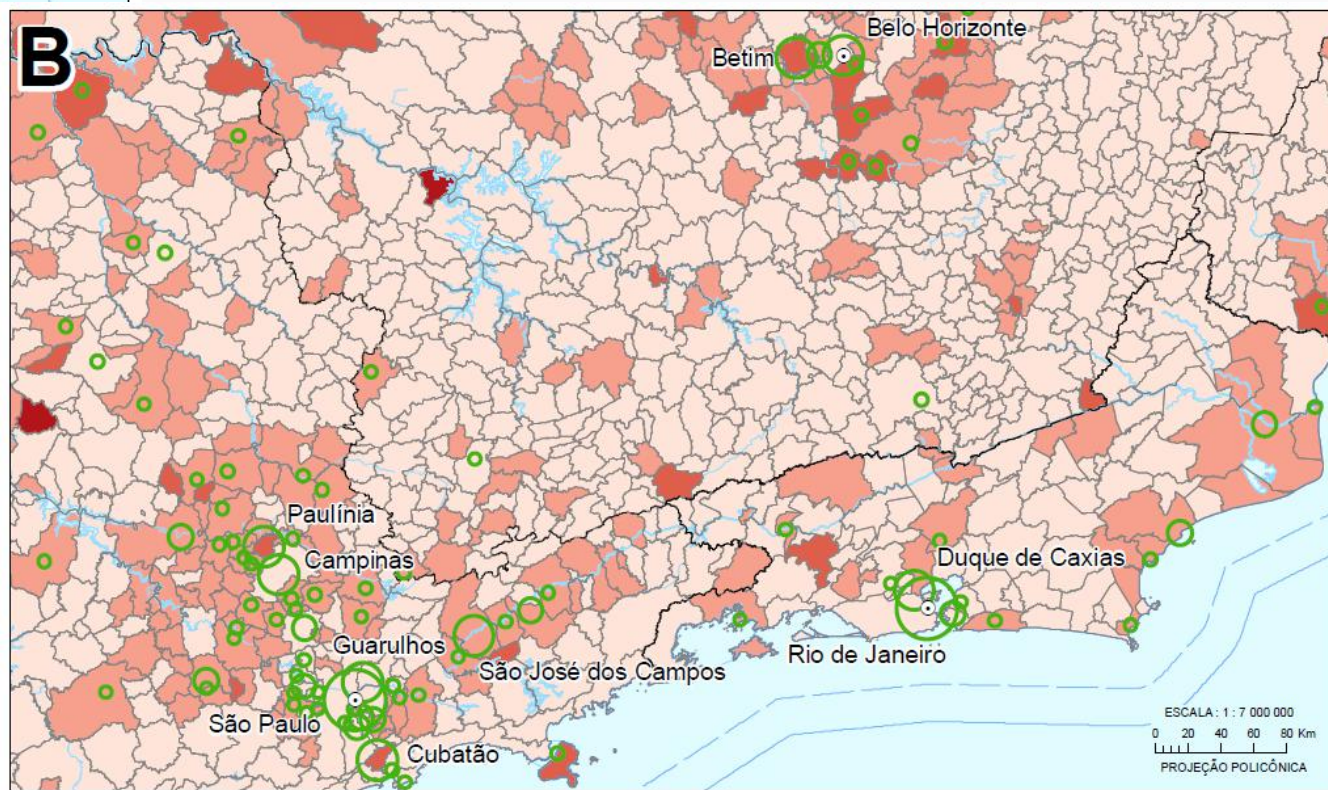 B
Belo Horizonte
Betim
Paulínia
Campinas
Duque de Caxias
Guarulhos
São José dos Campos
Rio de Janeiro
São Paulo
Cubatão
ESCALA : 1 : 7 000 000
0 20 40 60 80 Km
PROJEÇÃO POLICÔNICA